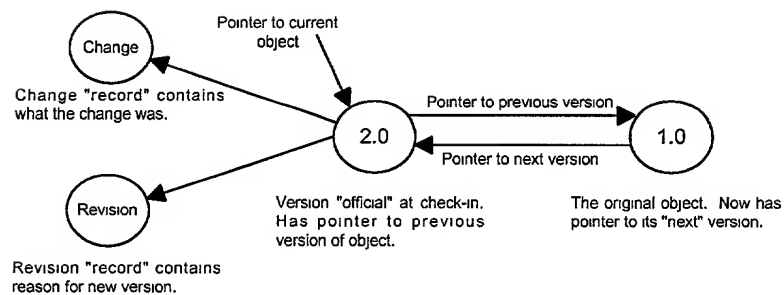 Change
Pointer to current
object
Change "record" contains
what the change was.
Pointer to previous version
2.0
1.0
Pointer to next version
Revision
Version "official" at check-in.
Has pointer to previous
version of object.
The original object. Now has
pointer to its "next" version.
Revision "record" contains
reason for new version.